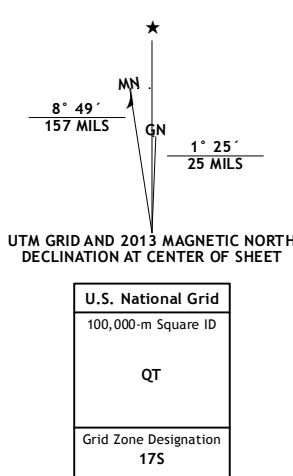 ★
MN
8° 49´
157 MILS
GN
1° 25´
25 MILS
UTM GRID AND 2013 MAGNETIC NORTH
DECLINATION AT CENTER OF SHEET
U.S. National Grid
100,000-m Square ID
QT
Grid Zone Designation
17S